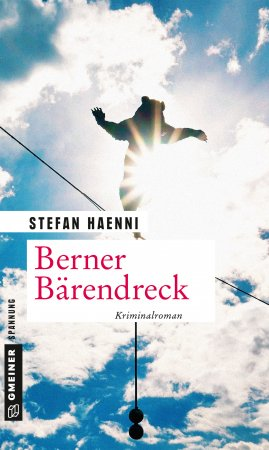 STEFAN HAENNI
Berner
Bärendreck
Kriminalroman
GMEINER
SPANNUNG